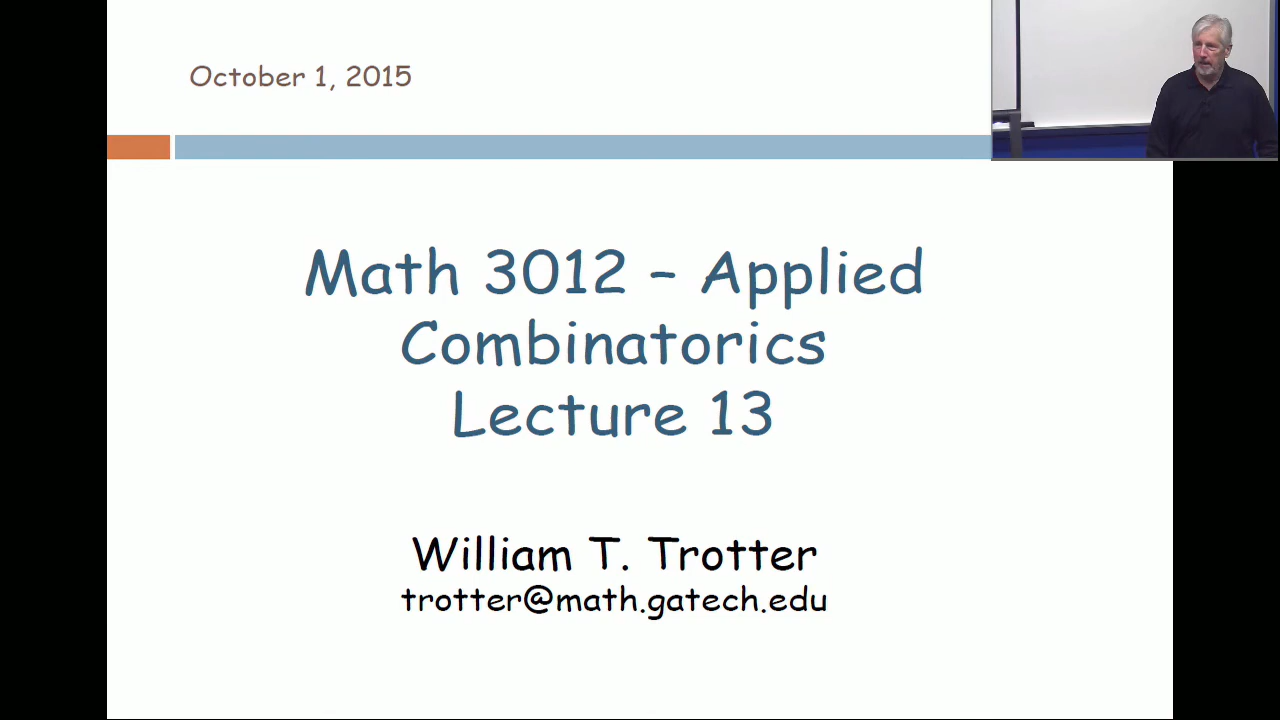 October 1, 2015
Math 3012 – Applied
Combinatorics
Lecture 13
William T. Trotter
trotter@math.gatech.edu